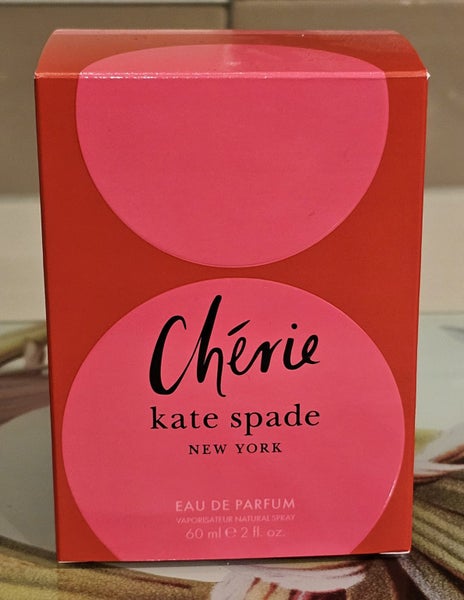 Chérie
kate spade
NEW YORK
EAU DE PARFUM
VAPORISATEUR NATURAL SPRAY
60 ml ℮ 2 fl. oz.